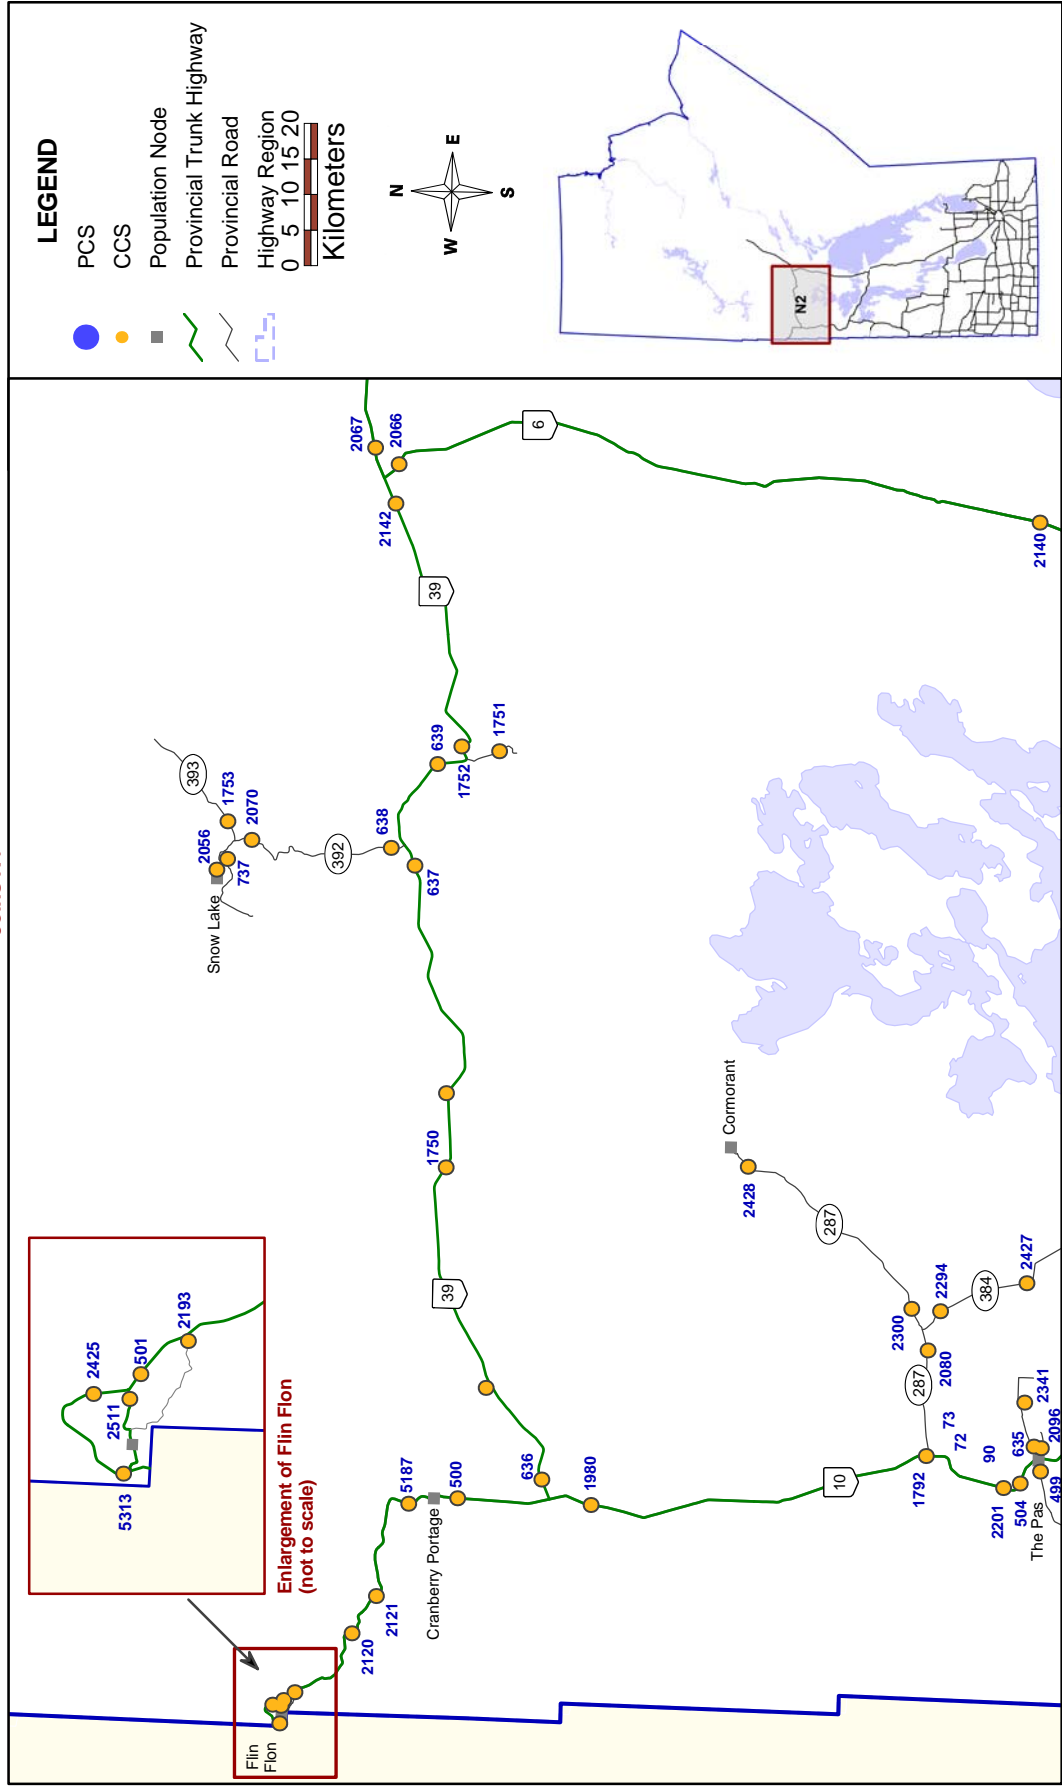 LEGEND
PCS
CCS
Population Node
Provincial Trunk Highway
Provincial Road
Highway Region
0 5 10 15 20
Kilometers
N
W
E
S
N2
2067
2066
2142
6
39
2140
639
1752
1751
638
637
393
1753
2070
2056
737
Snow Lake
392
1750
39
Cormorant
2428
287
2300
2294
384
2427
2080
287
73
72
1792
10
90
2201
504
635
2341
2096
499
The Pas
636
1980
5187
500
Cranberry Portage
2121
2120
Flin
Flon
Enlargement of Flin Flon
(not to scale)
2425
501
2193
2511
5313